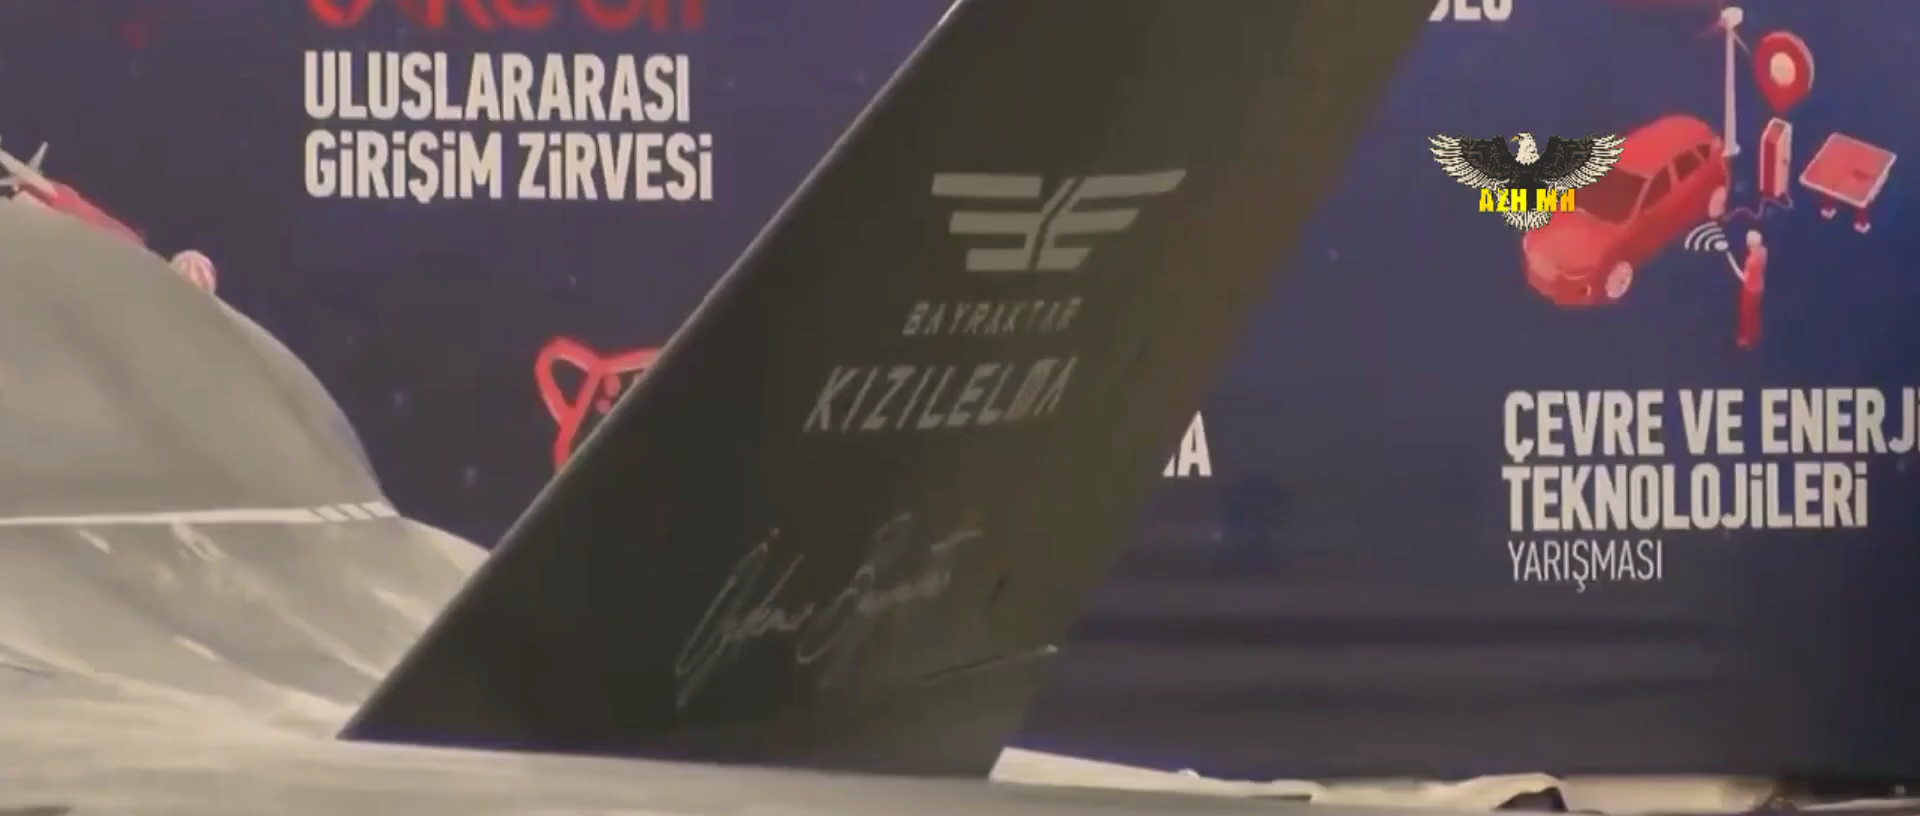 ULUSLARARASI
GİRİŞİM ZİRVESİ
BAYRAKTAR
KIZILELMA
AZH MH
ÇEVRE VE ENERJİ
TEKNOLOJİLERİ
YARIŞMASI